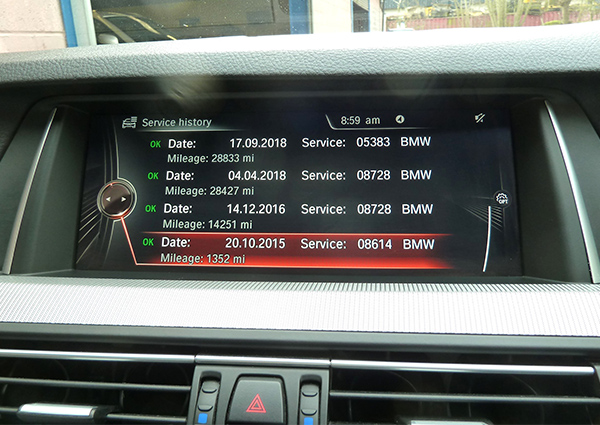 Service history 8:59 am
OK Date: 17.09.2018 Service: 05383 BMW
Mileage: 28833 mi
OK Date: 04.04.2018 Service: 08728 BMW
Mileage: 28427 mi
OK Date: 14.12.2016 Service: 08728 BMW
Mileage: 14251 mi
OK Date: 20.10.2015 Service: 08614 BMW
Mileage: 1352 mi
OPT